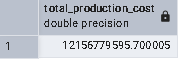 total_production_cost
double precision
1
12156779595.700005